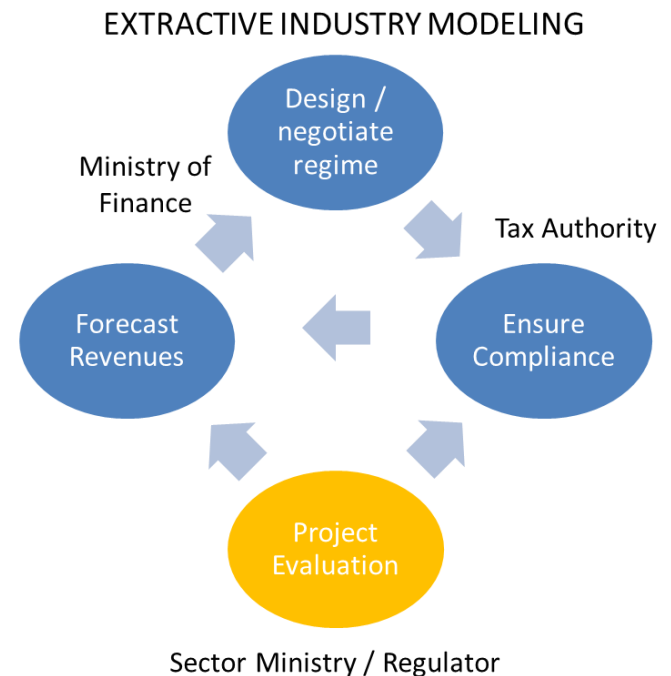 EXTRACTIVE INDUSTRY MODELING
Design /
negotiate
regime
Ministry of
Finance
Tax Authority
Forecast
Revenues
Ensure
Compliance
Project
Evaluation
Sector Ministry / Regulator